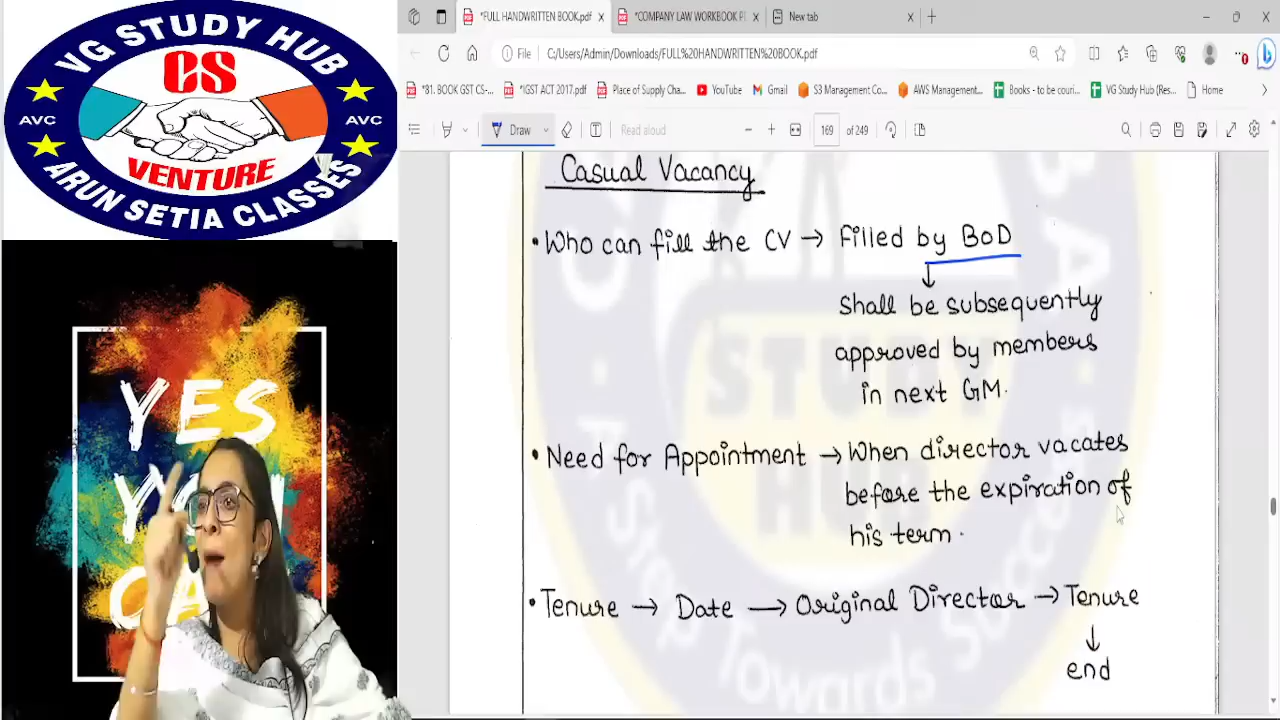 VG STUDY HUB
CS
AVC
AVC
VENTURE
ARUN SETIA CLASSES
YES
*FULL HANDWRITTEN BOOK.pdf
*COMPANY LAW WORKBOOK
New tab
File
C:/Users/Admin/Downloads/FULL%20HANDWRITTEN%20BOOK.pdf
*81. BOOK GST CS-...
*IGST ACT 2017.pdf
Place of Supply Cha...
YouTube
Gmail
S3 Management Co...
AWS Management...
Books - to be couri...
VG Study Hub (Res...
Home
Draw
Read aloud
169
of 249
Casual Vacancy
• Who can fill the CV → Filled by BoD
↓
shall be subsequently
approved by members
in next GM.
• Need for Appointment → When director vacates
before the expiration of
his term.
• Tenure → Date → Original Director → Tenure
↓
end